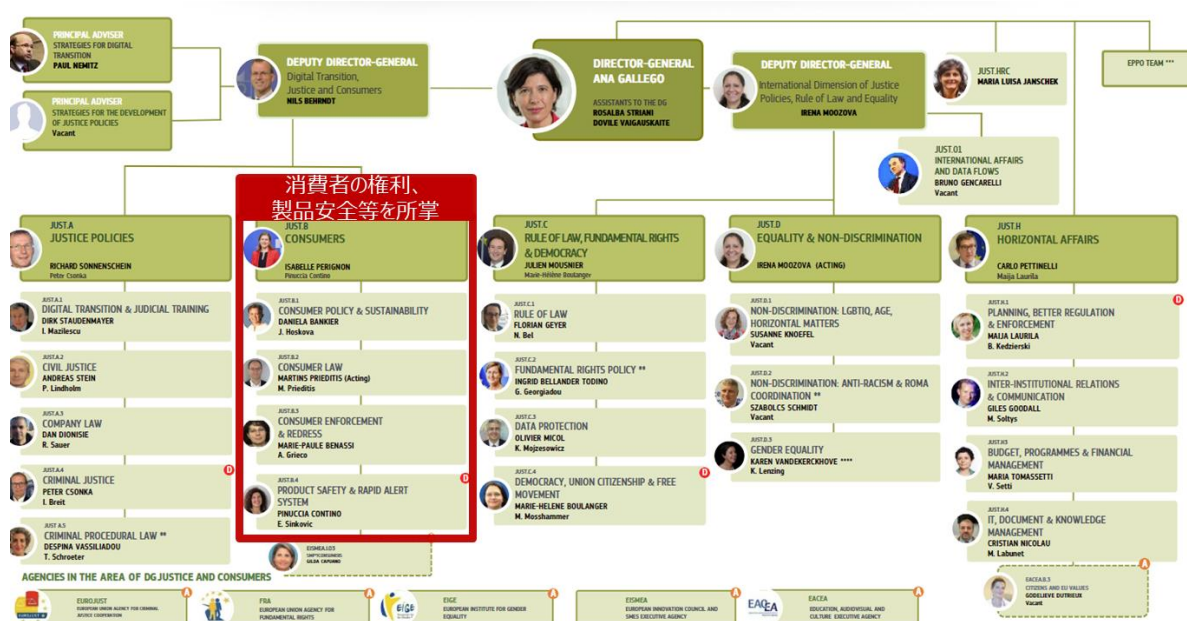 PRINCIPAL ADVISER
STRATEGIES FOR DIGITAL
TRANSITION
PAUL NEMITZ
PRINCIPAL ADVISER
STRATEGIES FOR THE DEVELOPMENT
OF JUSTICE POLICIES
Vacant
DEPUTY DIRECTOR-GENERAL
Digital Transition,
Justice and Consumers
NILS BEHRNDT
DIRECTOR-GENERAL
ANA GALLEGO
ASSISTANTS TO THE DG
ROSALBA STRIANI
DOVILE VAIGAUSKAITE
DEPUTY DIRECTOR-GENERAL
International Dimension of Justice
Policies, Rule of Law and Equality
IRENA MOOZOVA
JUST.HRC
MARIA LUISA JANSCHEK
EPPO TEAM ***
JUST.01
INTERNATIONAL AFFAIRS
AND DATA FLOWS
BRUNO GENCARELLI
Vacant
消費者の権利、
製品安全等を所掌
JUST.A
JUSTICE POLICIES
RICHARD SONNENSCHEIN
Peter Csonka
JUST.A.1
DIGITAL TRANSITION & JUDICIAL TRAINING
DIRK STAUDENMAYER
I. Mazilescu
JUST.A.2
CIVIL JUSTICE
ANDREAS STEIN
P. Lindholm
JUST.A.3
COMPANY LAW
DAN DIONISIE
R. Sauer
JUST.A.4
CRIMINAL JUSTICE
PETER CSONKA
I. Breit
D
JUST A.5
CRIMINAL PROCEDURAL LAW **
DESPINA VASSILIADOU
T. Schroeter
JUST.B
CONSUMERS
ISABELLE PERIGNON
Pinuccia Contino
JUST.B.1
CONSUMER POLICY & SUSTAINABILITY
DANIELA BANKIER
J. Hoskova
JUST.B.2
CONSUMER LAW
MARTINS PRIEDITIS (Acting)
M. Prieditis
JUST.B.3
CONSUMER ENFORCEMENT
& REDRESS
MARIE-PAULE BENASSI
A. Grieco
JUST.B.4
PRODUCT SAFETY & RAPID ALERT
SYSTEM
PINUCCIA CONTINO
E. Sinkovic
D
EISMEA.I.03
SMP/CONSUMERS
JUST.C
RULE OF LAW, FUNDAMENTAL RIGHTS
& DEMOCRACY
JULIEN MOUSNIER
Marie-Hélène Boulanger
JUST.C.1
RULE OF LAW
FLORIAN GEYER
N. Bel
JUST.C.2
FUNDAMENTAL RIGHTS POLICY **
INGRID BELLANDER TODINO
G. Georgiadou
JUST.C.3
DATA PROTECTION
OLIVIER MICOL
K. Mojzesowicz
JUST.C.4
DEMOCRACY, UNION CITIZENSHIP & FREE
MOVEMENT
MARIE-HELENE BOULANGER
M. Mosshammer
D
JUST.D
EQUALITY & NON-DISCRIMINATION
IRENA MOOZOVA (ACTING)
JUST.D.1
NON-DISCRIMINATION: LGBTIQ, AGE,
HORIZONTAL MATTERS
SUSANNE KNOEFEL
Vacant
JUST.D.2
NON-DISCRIMINATION: ANTI-RACISM & ROMA
COORDINATION **
SZABOLCS SCHMIDT
Vacant
JUST.D.3
GENDER EQUALITY
KAREN VANDEKERCKHOVE ****
K. Lenzing
JUST.H
HORIZONTAL AFFAIRS
CARLO PETTINELLI
Maija Laurila
JUST.H.1
PLANNING, BETTER REGULATION
& ENFORCEMENT
MAIJA LAURILA
B. Kedzierski
D
JUST.H.2
INTER-INSTITUTIONAL RELATIONS
& COMMUNICATION
GILES GOODALL
M. Soltys
JUST.H3
BUDGET, PROGRAMMES & FINANCIAL
MANAGEMENT
MARIA TOMASSETTI
V. Setti
JUST.H.4
IT, DOCUMENT & KNOWLEDGE
MANAGEMENT
CRISTIAN NICOLAU
M. Labunet
A
EACEA.B.3
CITIZENS AND EU VALUES
GODELIEVE DUTRIEUX
Vacant
AGENCIES IN THE AREA OF DG JUSTICE AND CONSUMERS
EUROJUST
EUROPEAN UNION AGENCY FOR CRIMINAL
JUSTICE COOPERATION
A
FRA
EUROPEAN UNION AGENCY FOR
FUNDAMENTAL RIGHTS
A
EIGE
EIGE
EUROPEAN INSTITUTE FOR GENDER
EQUALITY
A
EISMEA
EUROPEAN INNOVATION COUNCIL AND
SMES EXECUTIVE AGENCY
A
EACEA
EACEA
EDUCATION, AUDIOVISUAL AND
CULTURE EXECUTIVE AGENCY
A